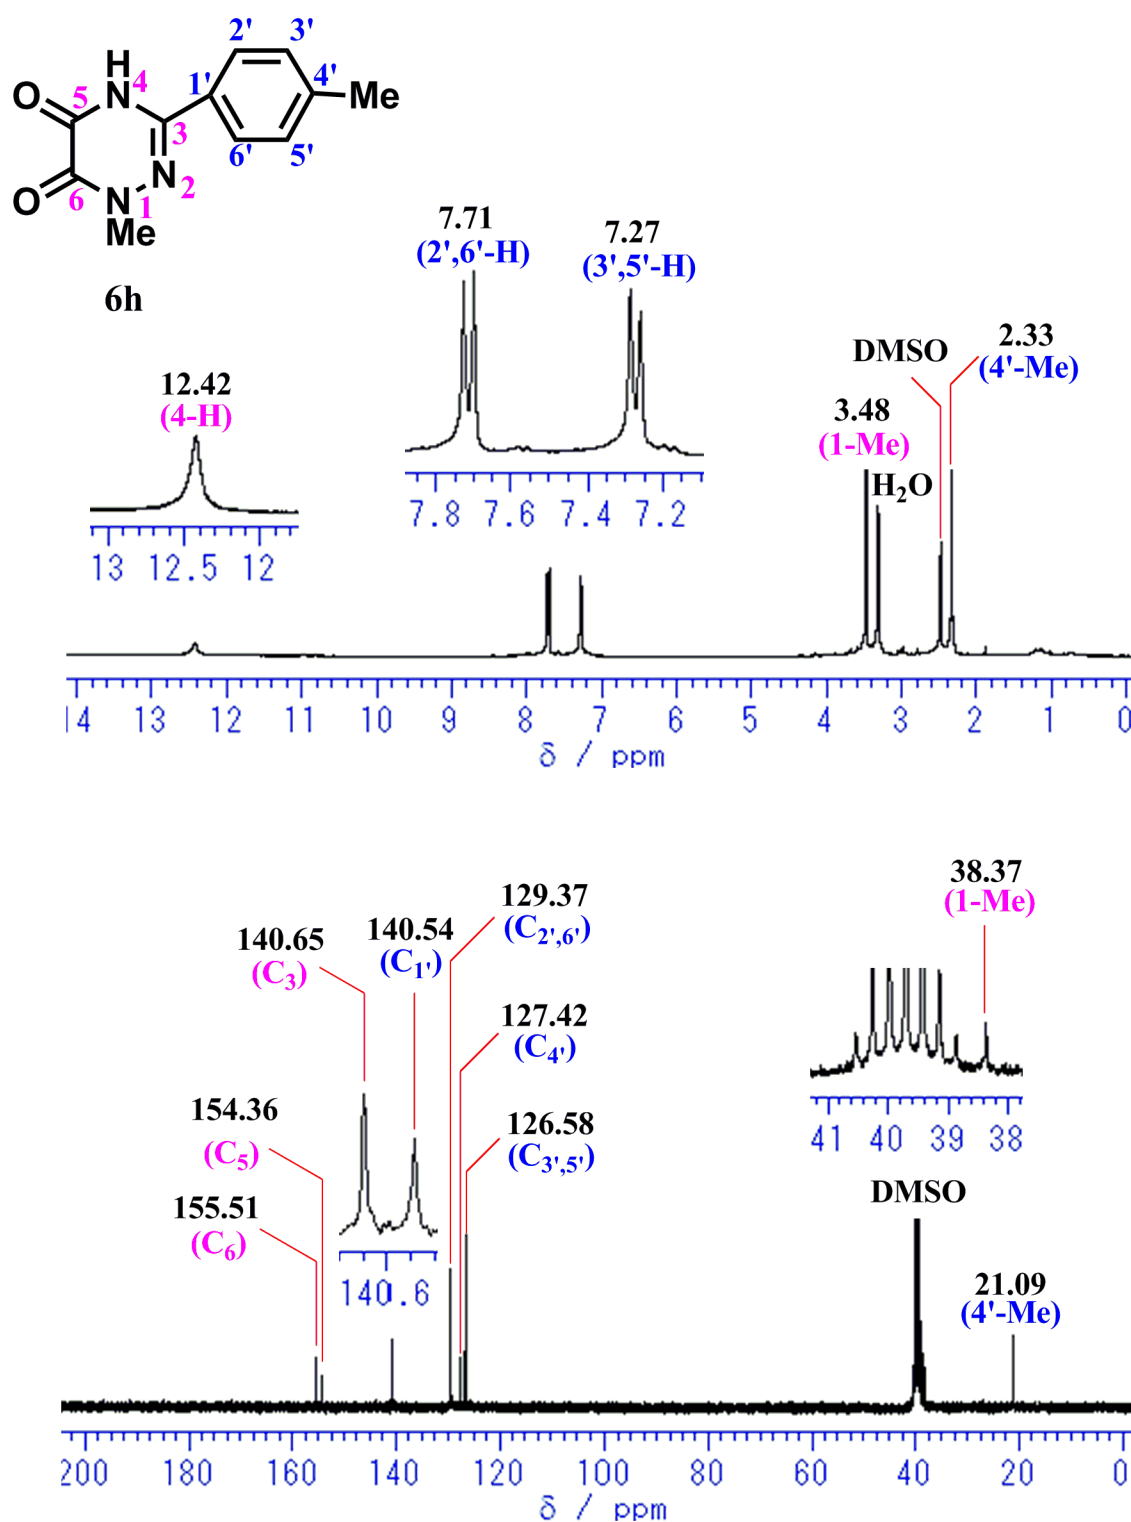 2' 3'
H
4 1' 4'
O 5 N Me
3
6' 5'
O 6 N 2
N 1
Me
6h
7.71
(2',6'-H)
7.27
(3',5'-H)
DMSO
2.33
(4'-Me)
12.42
(4-H)
3.48
(1-Me)
H₂O
7.8 7.6 7.4 7.2
13 12.5 12
14 13 12 11 10 9 8 7 6 5 4 3 2 1 0
δ / ppm
38.37
(1-Me)
129.37
(C₂',₆')
140.65
(C₃)
140.54
(C₁')
127.42
(C₄')
154.36
(C₅)
126.58
(C₃',₅')
41 40 39 38
DMSO
155.51
(C₆)
140.6
21.09
(4'-Me)
200 180 160 140 120 100 80 60 40 20 0
δ / ppm